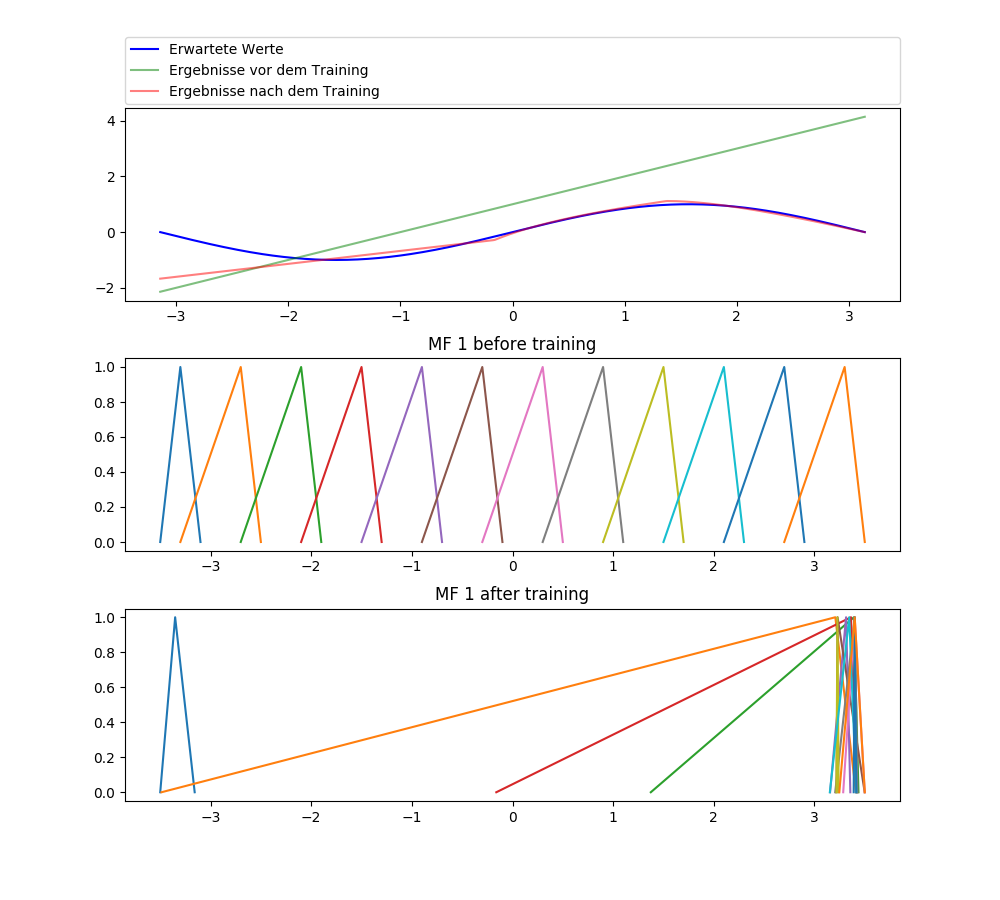 Erwartete Werte
Ergebnisse vor dem Training
Ergebnisse nach dem Training
4
2
0
−2
−3 −2 −1 0 1 2 3
MF 1 before training
1.0
0.8
0.6
0.4
0.2
0.0
−3 −2 −1 0 1 2 3
MF 1 after training
1.0
0.8
0.6
0.4
0.2
0.0
−3 −2 −1 0 1 2 3